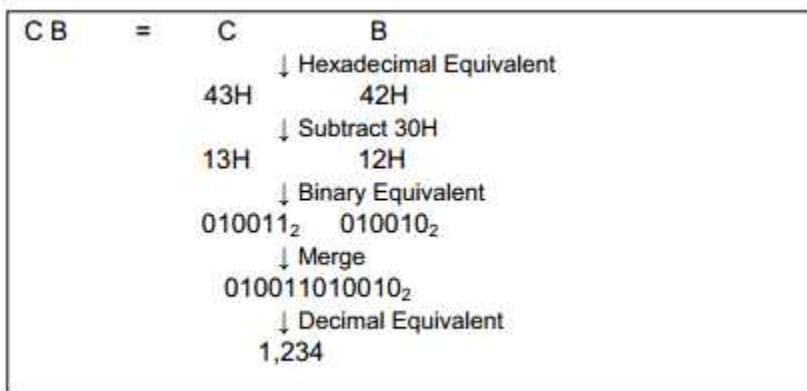 C B = C B
↓ Hexadecimal Equivalent
43H 42H
↓ Subtract 30H
13H 12H
↓ Binary Equivalent
010011₂ 010010₂
↓ Merge
010011010010₂
↓ Decimal Equivalent
1,234